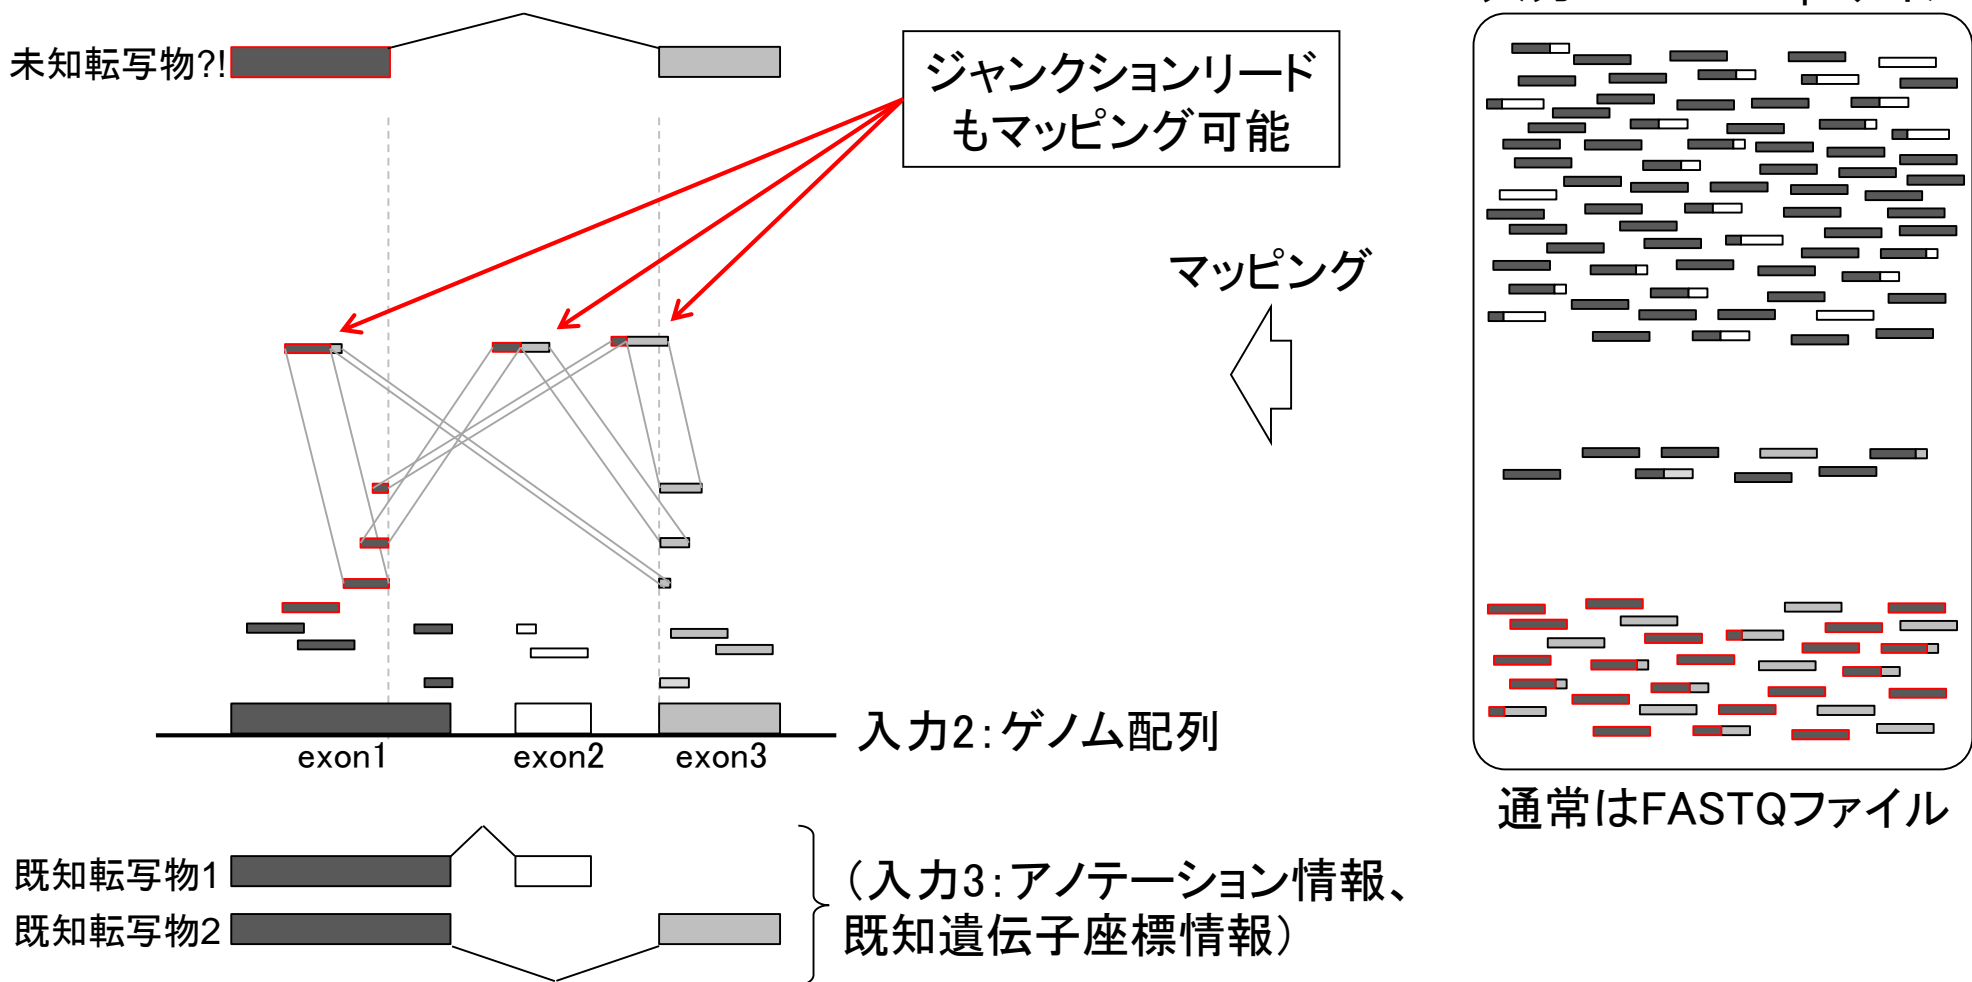 未知転写物?!
ジャンクションリード
もマッピング可能
マッピング
入力2:ゲノム配列
exon1
exon2
exon3
通常はFASTQファイル
既知転写物1
既知転写物2
(入力3:アノテーション情報、
既知遺伝子座標情報)